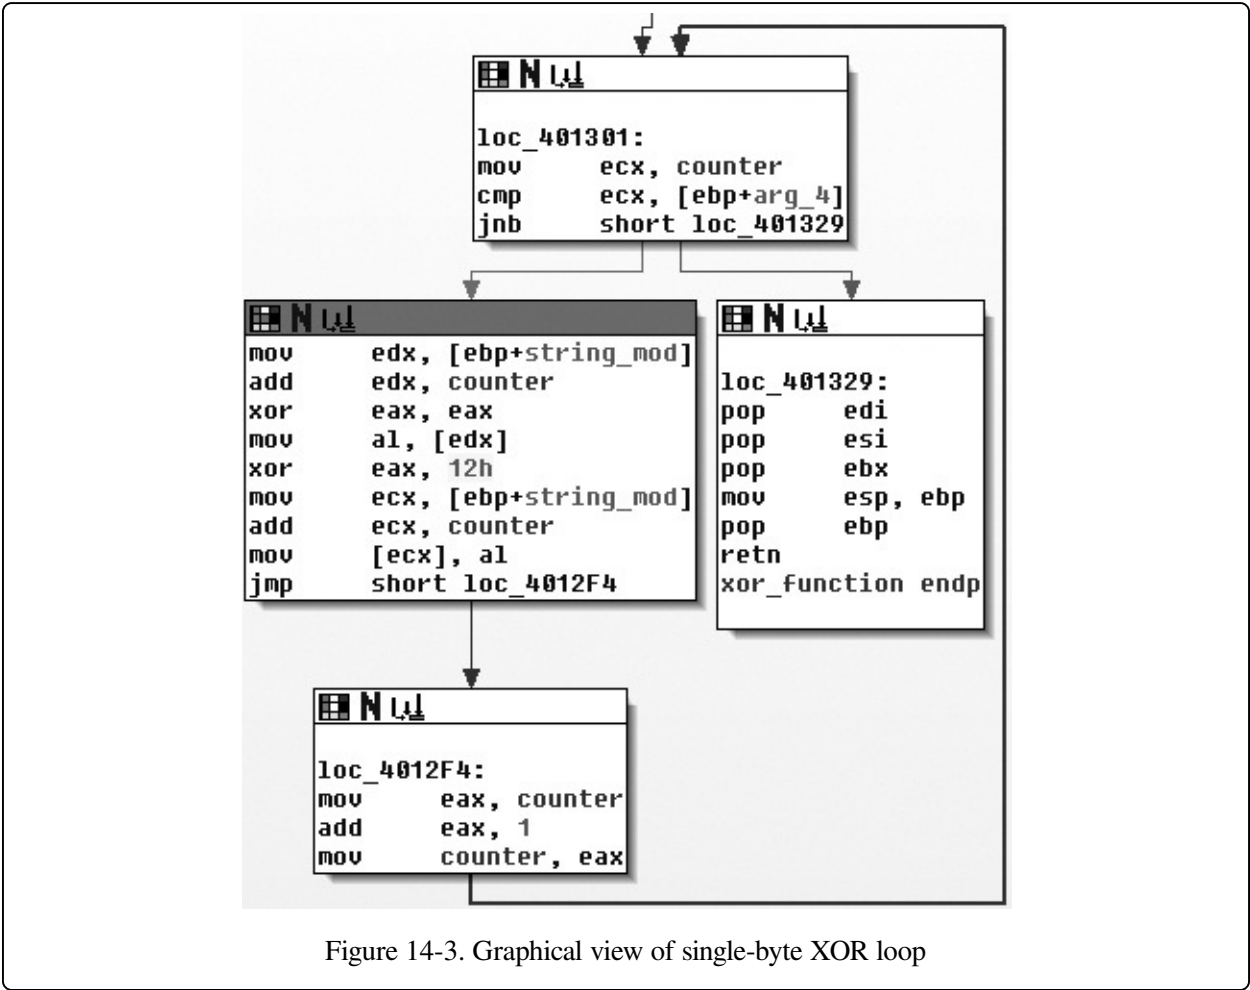 loc_401301:
mov ecx, counter
cmp ecx, [ebp+arg_4]
jnb short loc_401329
mov edx, [ebp+string_mod]
add edx, counter
xor eax, eax
mov al, [edx]
xor eax, 12h
mov ecx, [ebp+string_mod]
add ecx, counter
mov [ecx], al
jmp short loc_4012F4
loc_401329:
pop edi
pop esi
pop ebx
mov esp, ebp
pop ebp
retn
xor_function endp
loc_4012F4:
mov eax, counter
add eax, 1
mov counter, eax
Figure 14-3. Graphical view of single-byte XOR loop